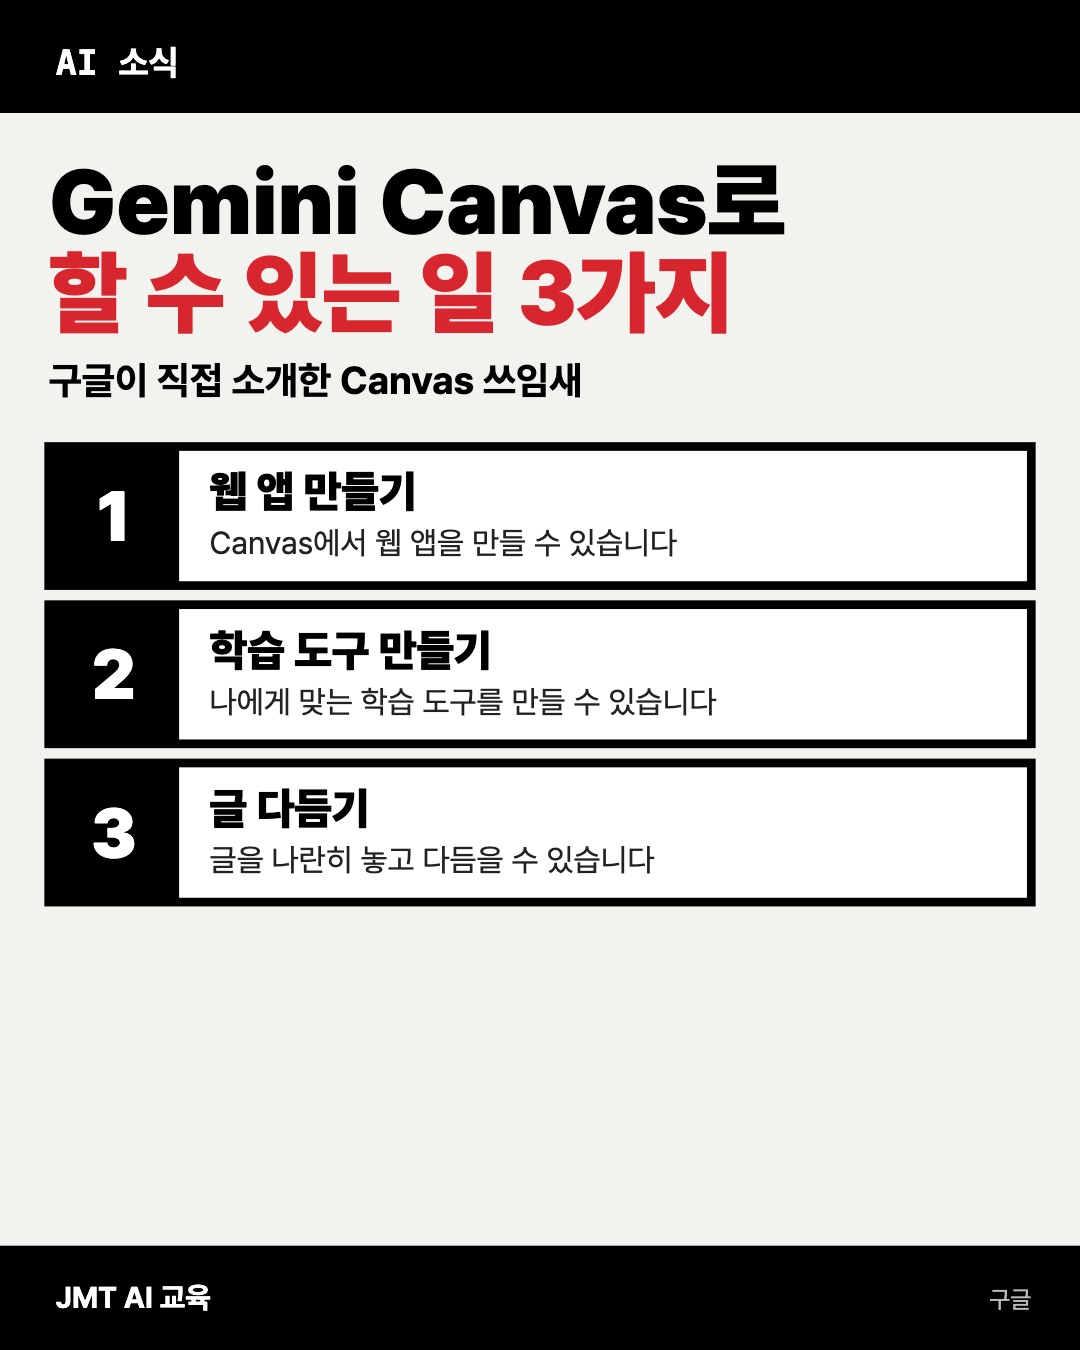 AI 소식
Gemini Canvas로
할 수 있는 일 3가지
구글이 직접 소개한 Canvas 쓰임새
1
웹 앱 만들기
Canvas에서 웹 앱을 만들 수 있습니다
2
학습 도구 만들기
나에게 맞는 학습 도구를 만들 수 있습니다
3
글 다듬기
글을 나란히 놓고 다듬을 수 있습니다
JMT AI 교육
구글